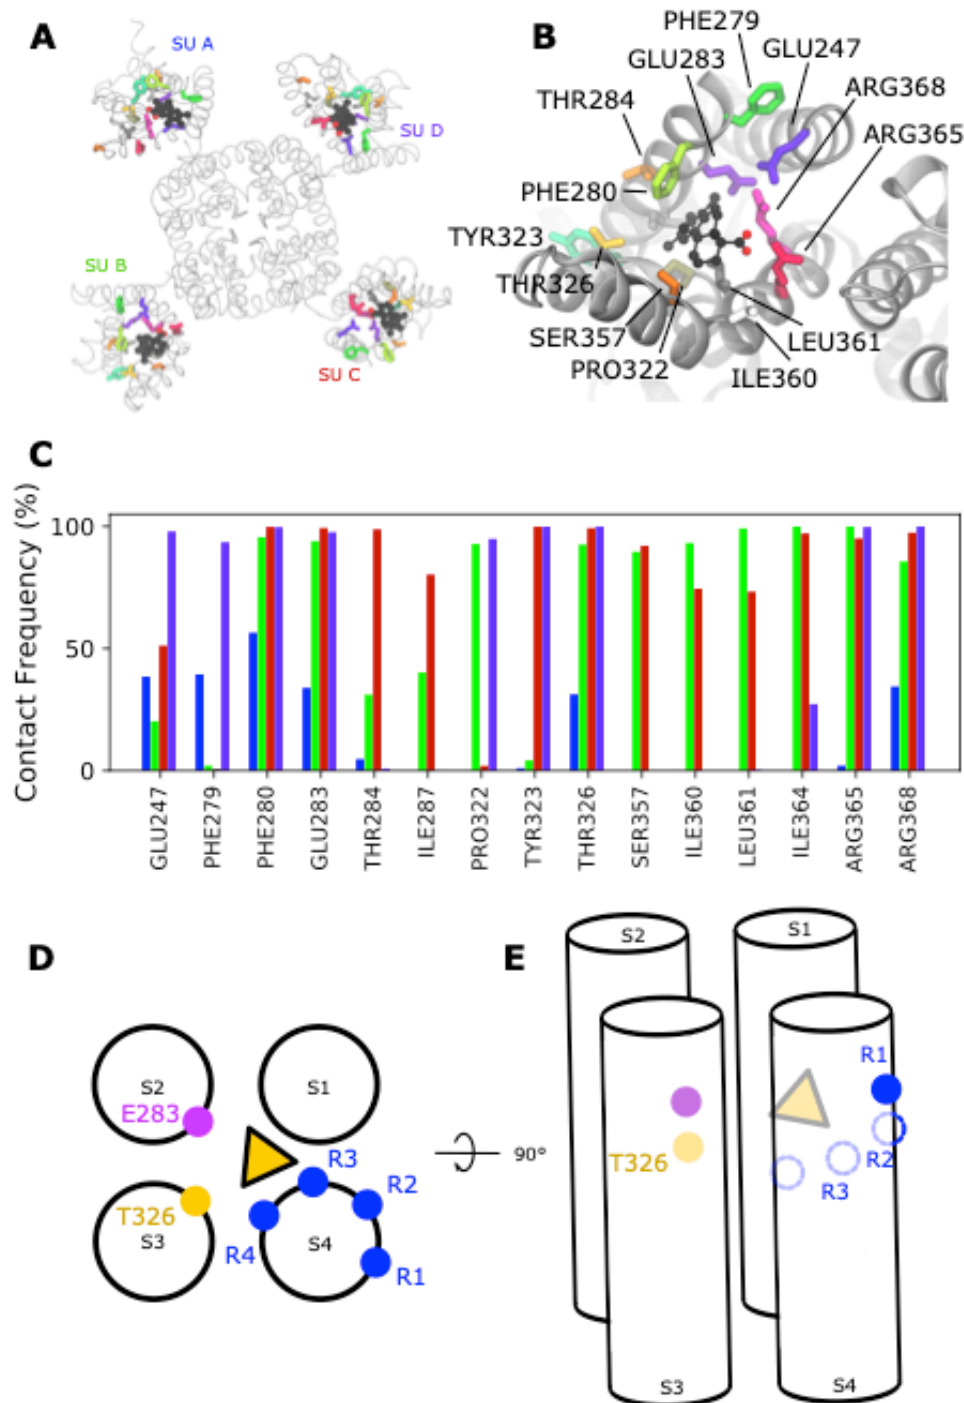 A
SU A
SU D
SU B
SU C
B
PHE279
GLU283
GLU247
THR284
ARG368
ARG365
PHE280
TYR323
THR326
SER357
PRO322
LEU361
ILE360
C
Contact Frequency (%)
100
50
0
GLU247
PHE279
PHE280
GLU283
THR284
ILE287
PRO322
TYR323
THR326
SER357
ILE360
LEU361
ILE364
ARG365
ARG368
D
S2
S1
E283
R3
R2
T326
S3
R4
S4
R1
90°
E
S2
S1
R1
T326
R2
R3
S3
S4